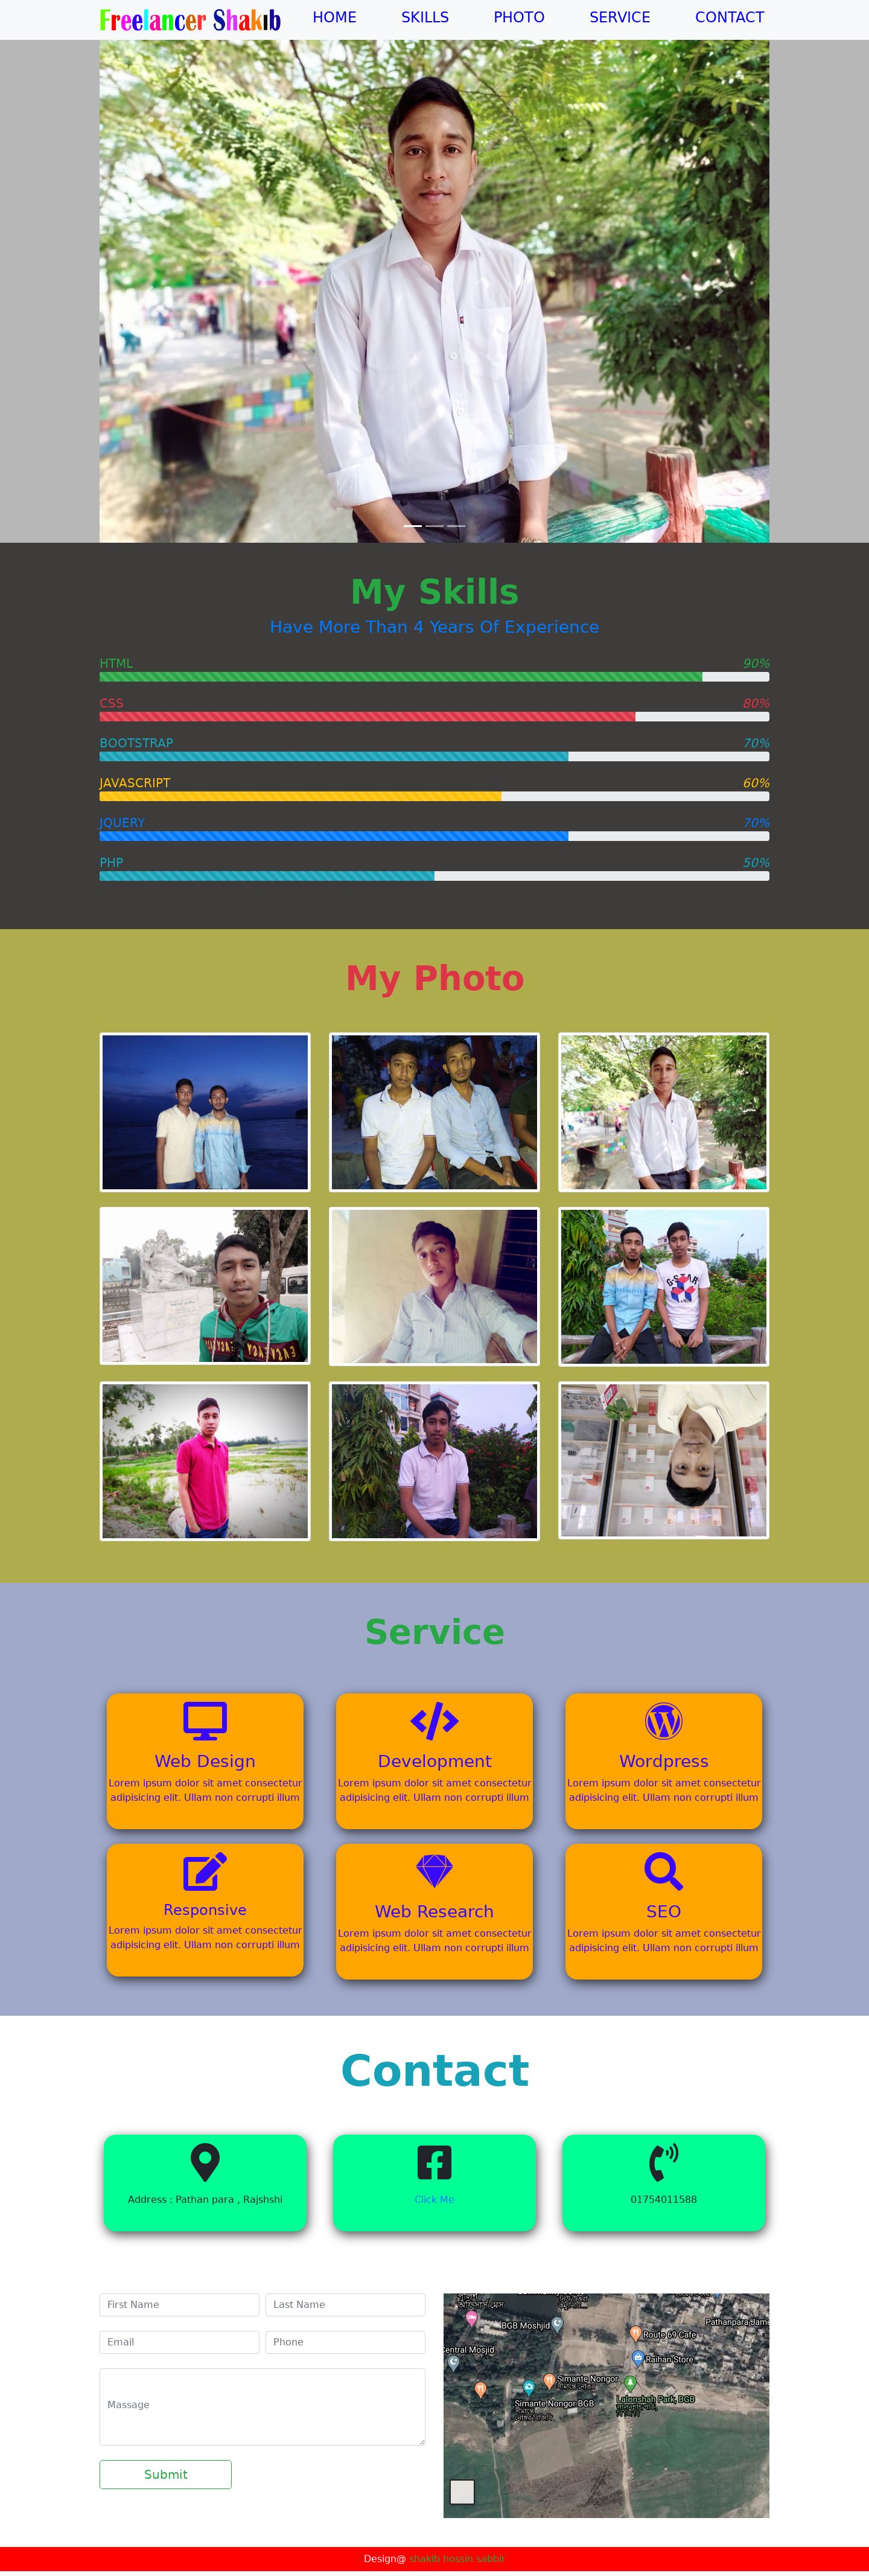 Freelancer Shakib
HOME SKILLS PHOTO SERVICE CONTACT
My Skills
Have More Than 4 Years Of Experience
HTML 90%
CSS 80%
BOOTSTRAP 70%
JAVASCRIPT 60%
JQUERY 70%
PHP 50%
My Photo
G-STAR
Service
Web Design
Lorem ipsum dolor sit amet consectetur
adipisicing elit. Ullam non corrupti illum
Development
Lorem ipsum dolor sit amet consectetur
adipisicing elit. Ullam non corrupti illum
Wordpress
Lorem ipsum dolor sit amet consectetur
adipisicing elit. Ullam non corrupti illum
Responsive
Lorem ipsum dolor sit amet consectetur
adipisicing elit. Ullam non corrupti illum
Web Research
Lorem ipsum dolor sit amet consectetur
adipisicing elit. Ullam non corrupti illum
SEO
Lorem ipsum dolor sit amet consectetur
adipisicing elit. Ullam non corrupti illum
Contact
Address : Pathan para , Rajshshi
Click Me
01754011588
First Name
Last Name
Email
Phone
Massage
Submit
BGB Moshjid
Pathanpara Jame
Route 69 Cafe
Central Mosjid
Raihan Store
Simante Nongor
Simante Nongor BGB
Lalonshah Park, BGB
Design@ shakib hossin sabbir